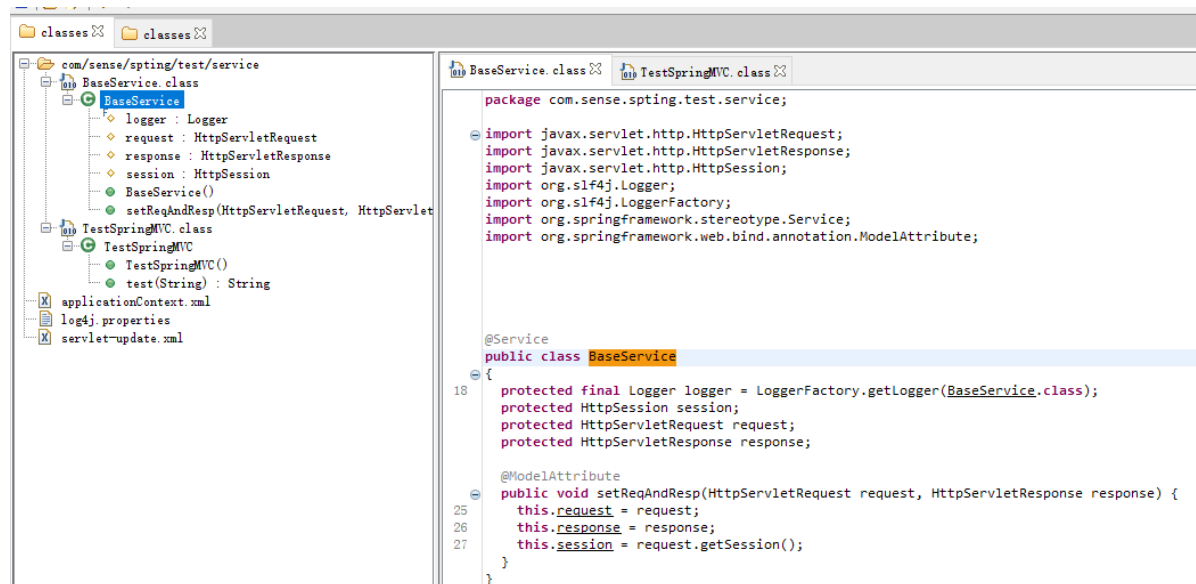 classes
classes
com/sense/spting/test/service
BaseService.class
BaseService
logger : Logger
request : HttpServletRequest
response : HttpServletResponse
session : HttpSession
BaseService()
setReqAndResp(HttpServletRequest, HttpServlet
TestSpringMVC.class
TestSpringMVC
TestSpringMVC()
test(String) : String
applicationContext.xml
log4j.properties
servlet-update.xml
BaseService.class
TestSpringMVC.class
package com.sense.spting.test.service;
import javax.servlet.http.HttpServletRequest;
import javax.servlet.http.HttpServletResponse;
import javax.servlet.http.HttpSession;
import org.slf4j.Logger;
import org.slf4j.LoggerFactory;
import org.springframework.stereotype.Service;
import org.springframework.web.bind.annotation.ModelAttribute;
@Service
public class BaseService
{
18 protected final Logger logger = LoggerFactory.getLogger(BaseService.class);
protected HttpSession session;
protected HttpServletRequest request;
protected HttpServletResponse response;
@ModelAttribute
public void setReqAndResp(HttpServletRequest request, HttpServletResponse response) {
25 this.request = request;
26 this.response = response;
27 this.session = request.getSession();
}
}